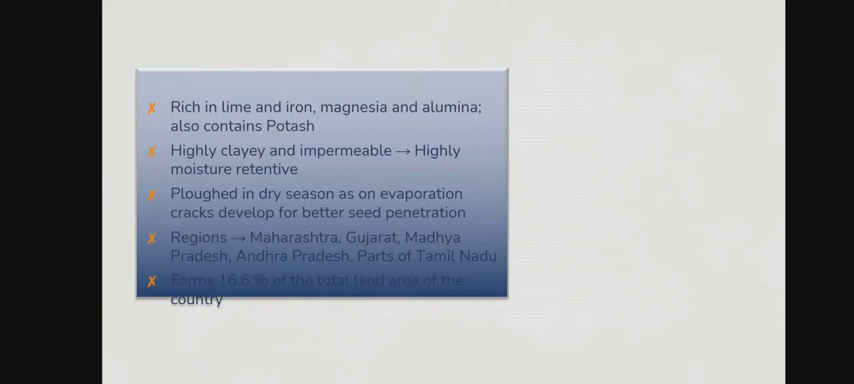 Rich in lime and iron, magnesia and alumina;
also contains Potash
Highly clayey and impermeable → Highly
moisture retentive
Ploughed in dry season as on evaporation
cracks develop for better seed penetration
Regions → Maharashtra, Gujarat, Madhya
Pradesh, Andhra Pradesh, Parts of Tamil Nadu
Forms 16.6 % of the total land area of the
country